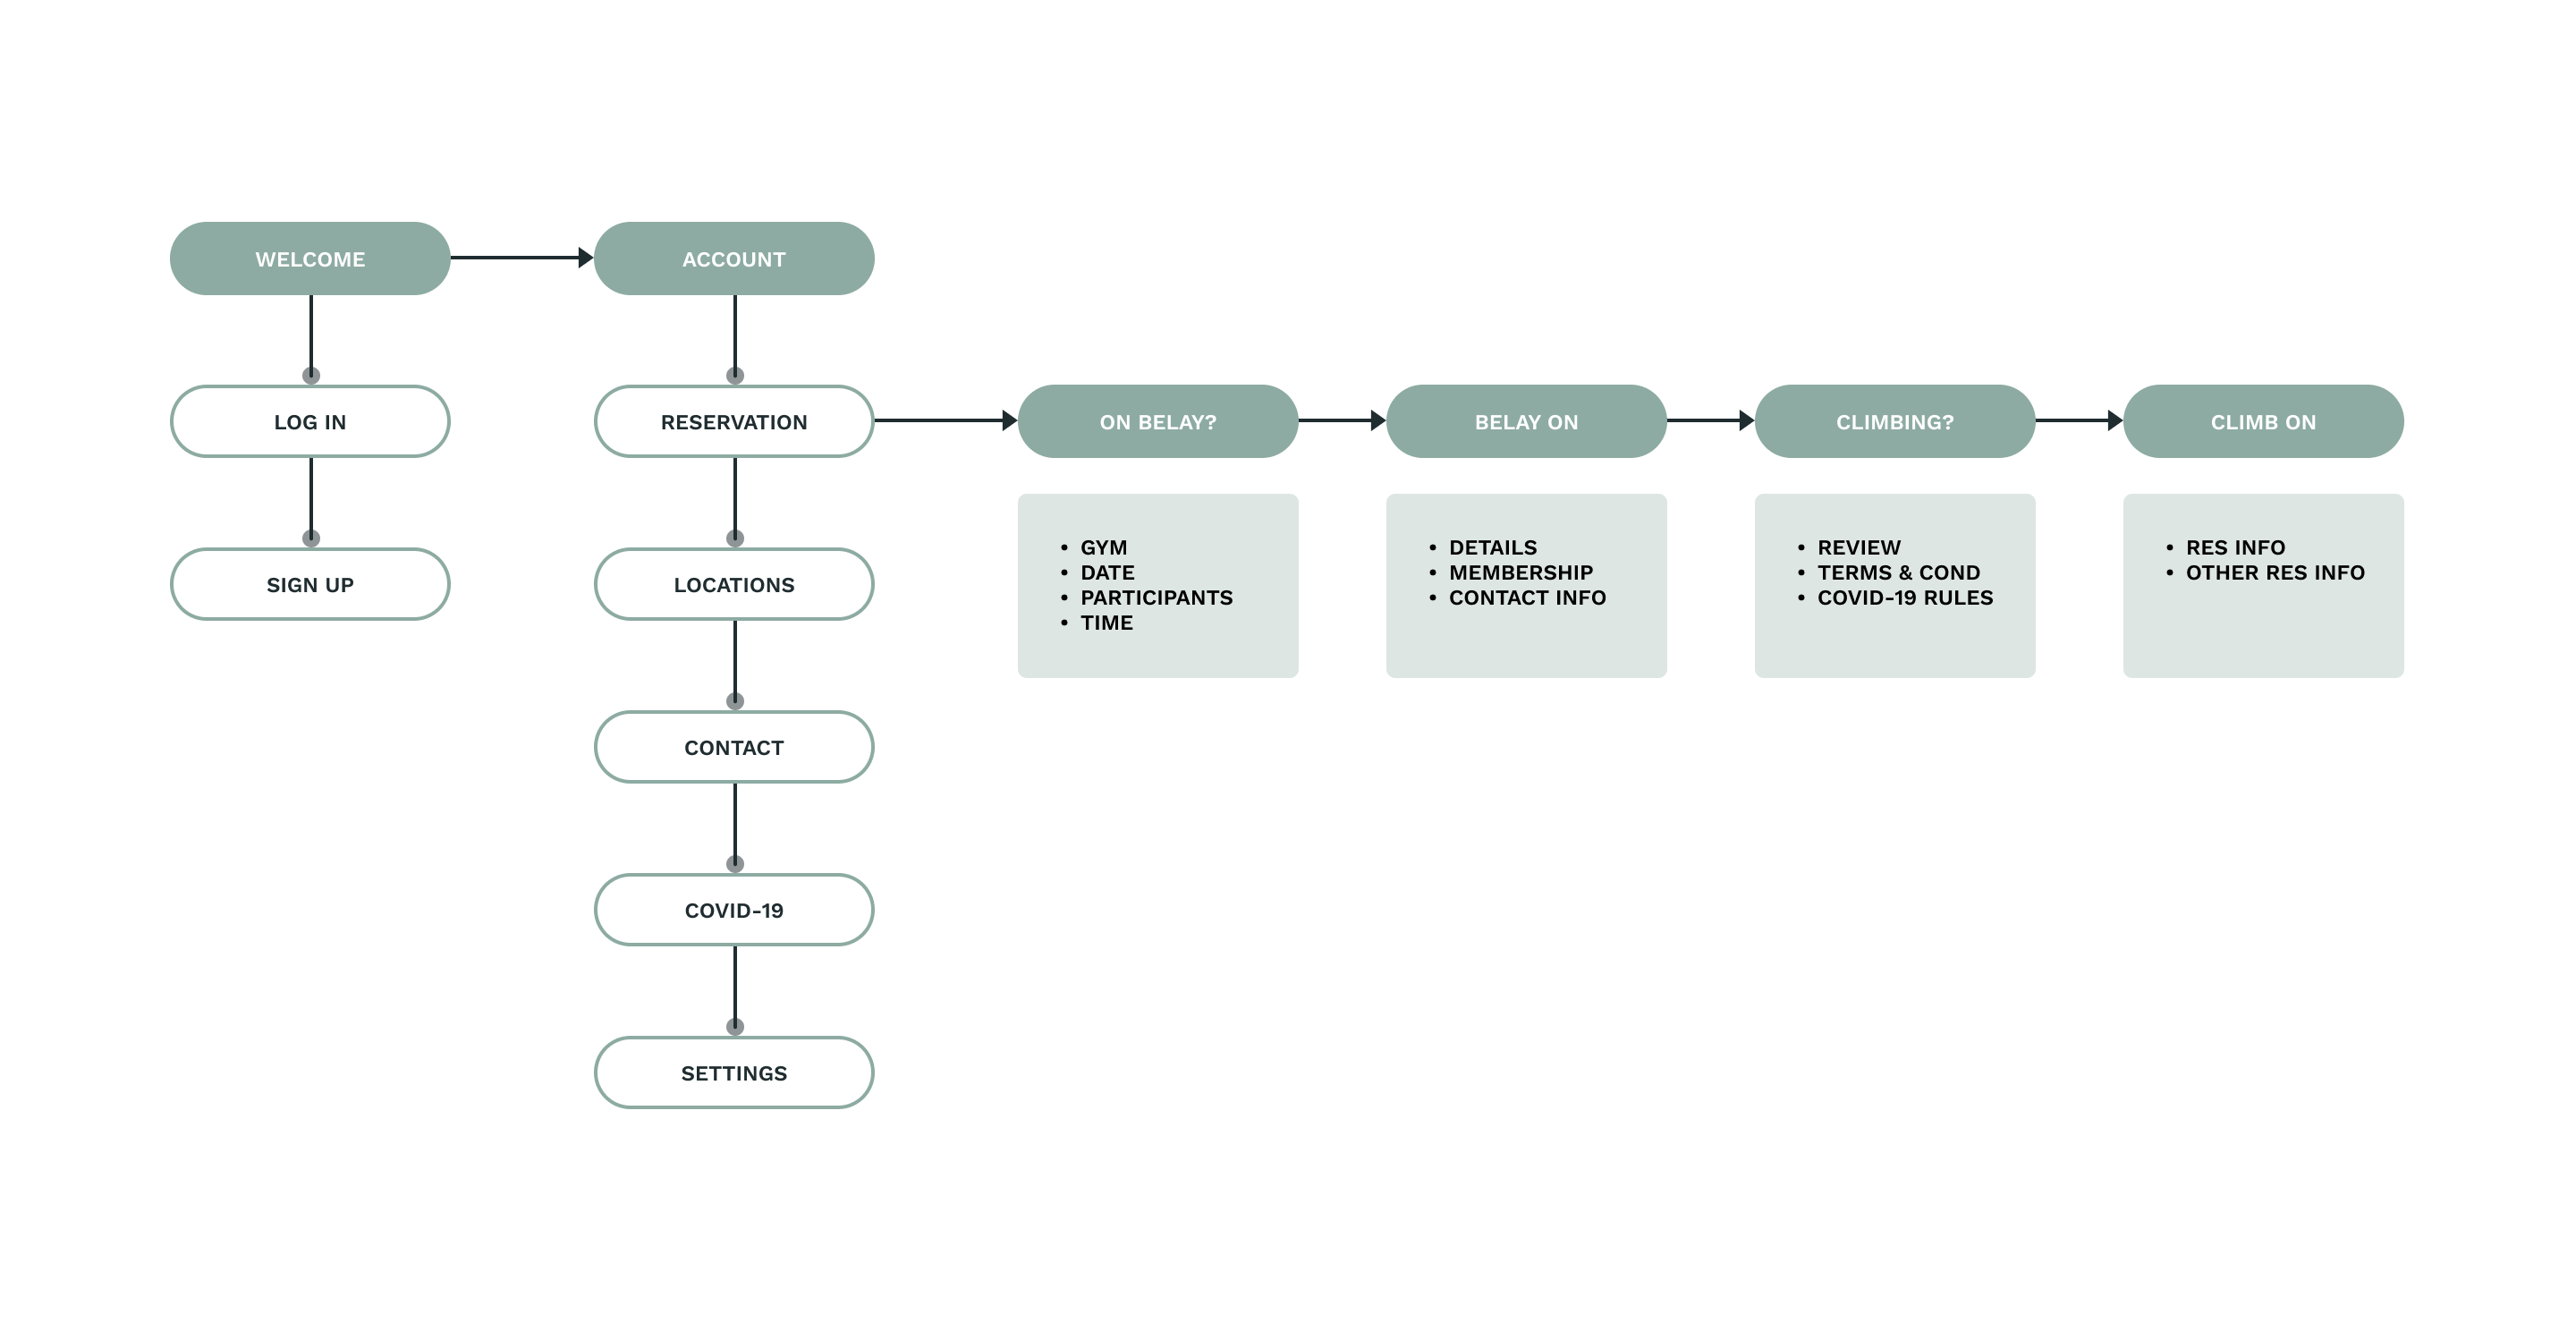 WELCOME
ACCOUNT
LOG IN
RESERVATION
ON BELAY?
BELAY ON
CLIMBING?
CLIMB ON
SIGN UP
LOCATIONS
CONTACT
COVID-19
SETTINGS
• GYM
• DATE
• PARTICIPANTS
• TIME
• DETAILS
• MEMBERSHIP
• CONTACT INFO
• REVIEW
• TERMS & COND
• COVID-19 RULES
• RES INFO
• OTHER RES INFO